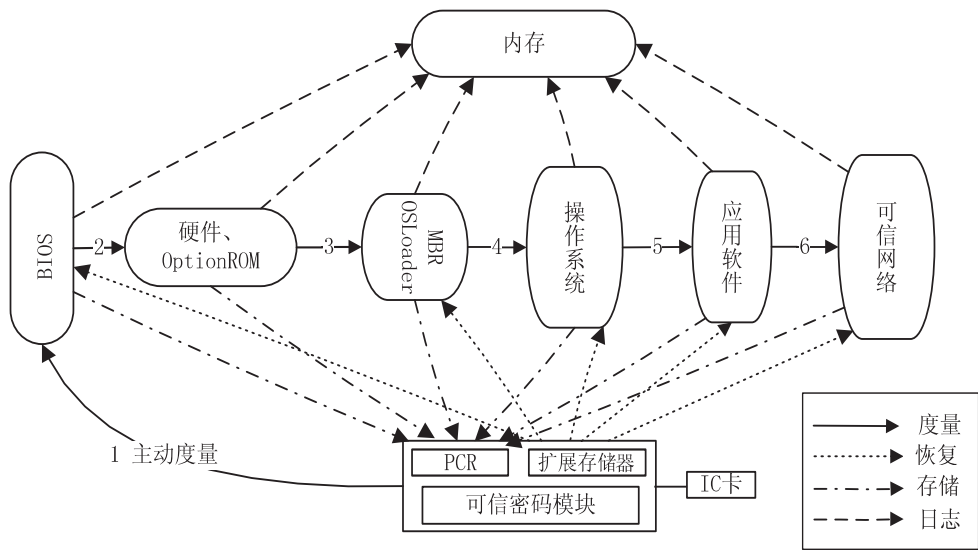 内存
BIOS
2
硬件、
OptionROM
3
MBR
OSLoader
4
操作系统
5
应用软件
6
可信网络
1 主动度量
PCR
扩展存储器
可信密码模块
IC卡
度量
恢复
存储
日志